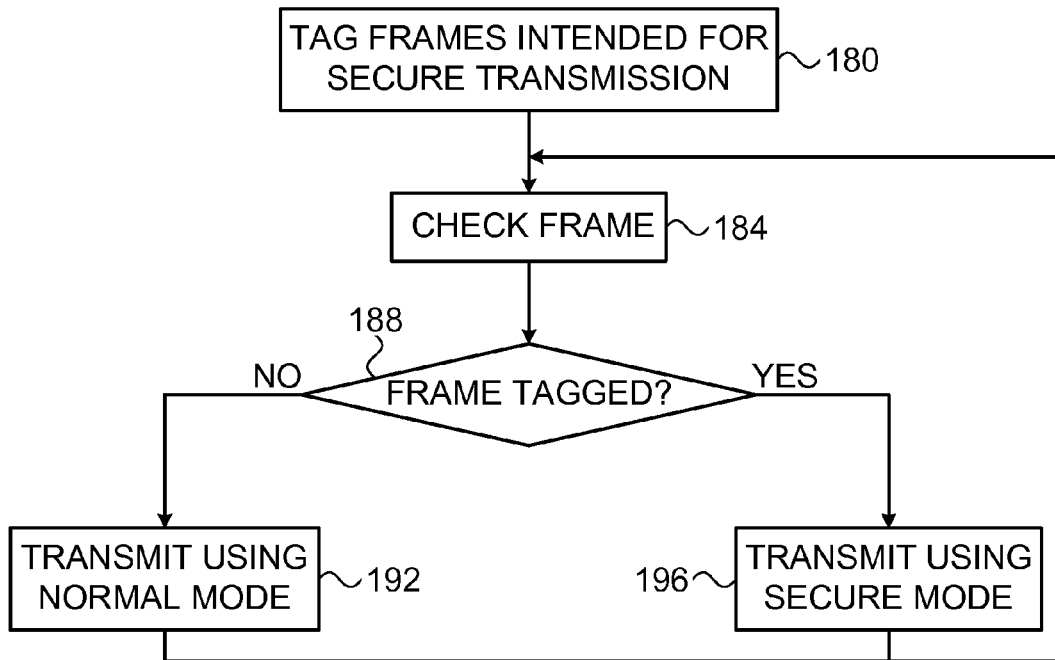 TAG FRAMES INTENDED FOR
SECURE TRANSMISSION
180
CHECK FRAME
184
188
NO
FRAME TAGGED?
YES
TRANSMIT USING
NORMAL MODE
192
196
TRANSMIT USING
SECURE MODE